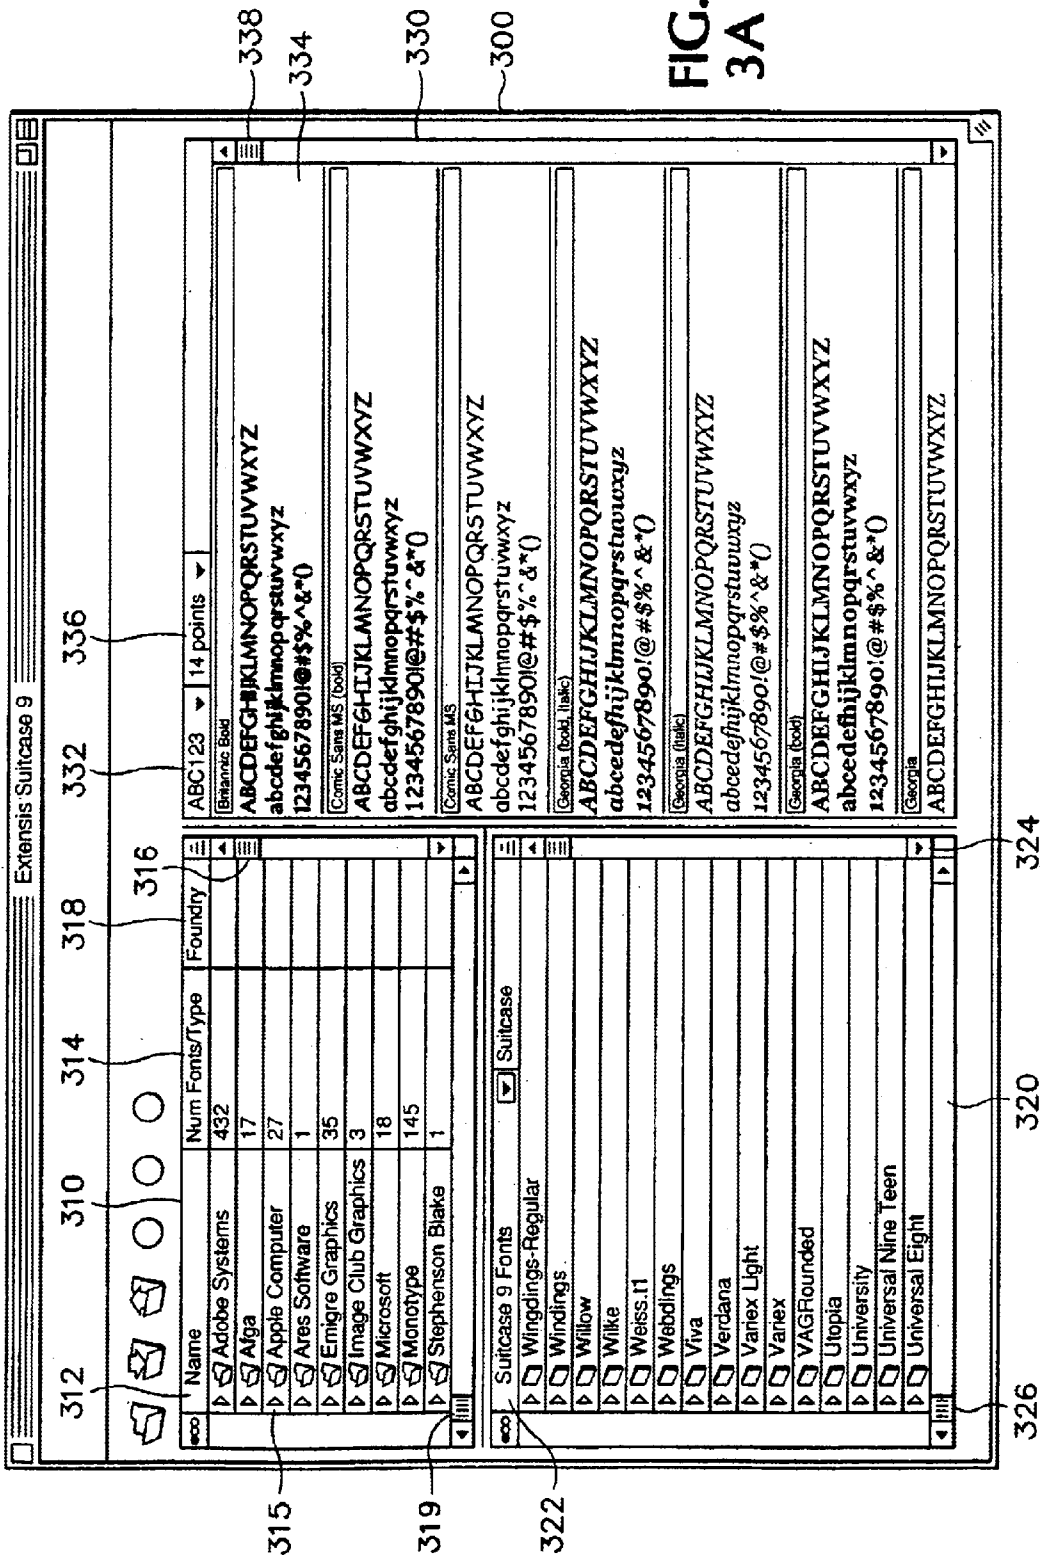 Extensis Suitcase 9
312
310
314
318
316
332
336
338
334
330
300
315
319
322
326
320
324
Name Num Fonts/Type Foundry
Adobe Systems 432
Afga 17
Apple Computer 27
Ares Software 1
Emigre Graphics 35
Image Club Graphics 3
Microsoft 18
Monotype 145
Stephenson Blake 1
Suitcase 9 Fonts Suitcase
Wingdings-Regular
Windings
Willow
Wilke
Weiss.t1
Webdings
Viva
Verdana
Vanex Light
Vanex
VAGRounded
Utopia
University
Universal Nine Teen
Universal Eight
ABC123 14 points
Britannic Bold
ABCDEFGHIJKLMNOPQRSTUVWXYZ
abcdefghijklmnopqrstuvwxyz
1234567890!@#$%^&*()
Comic Sans MS (bold)
ABCDEFGHIJKLMNOPQRSTUVWXYZ
abcdefghijklmnopqrstuvwxyz
1234567890!@#$%^&*()
Comic Sans MS
ABCDEFGHIJKLMNOPQRSTUVWXYZ
abcdefghijklmnopqrstuvwxyz
1234567890!@#$%^&*()
Georgia (bold, italic)
ABCDEFGHIJKLMNOPQRSTUVWXYZ
abcedefhijklmnopqrstuvwxyz
1234567890!@#$%^&*()
Georgia (italic)
ABCDEFGHIJKLMNOPQRSTUVWXYZ
abcedefhijklmnopqrstuvwxyz
1234567890!@#$%^&*()
Georgia (bold)
ABCDEFGHIJKLMNOPQRSTUVWXYZ
abcedefhijklmnopqrstuvwxyz
1234567890!@#$%^&*()
Georgia
ABCDEFGHIJKLMNOPQRSTUVWXYZ
FIG.
3A